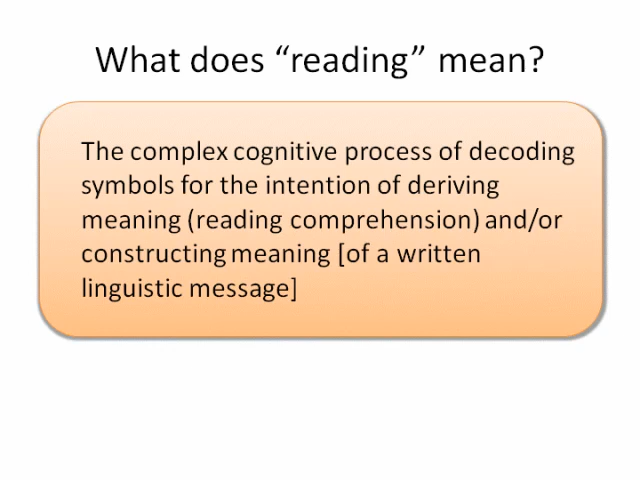 What does “reading” mean?
The complex cognitive process of decoding
symbols for the intention of deriving
meaning (reading comprehension) and/or
constructing meaning [of a written
linguistic message]